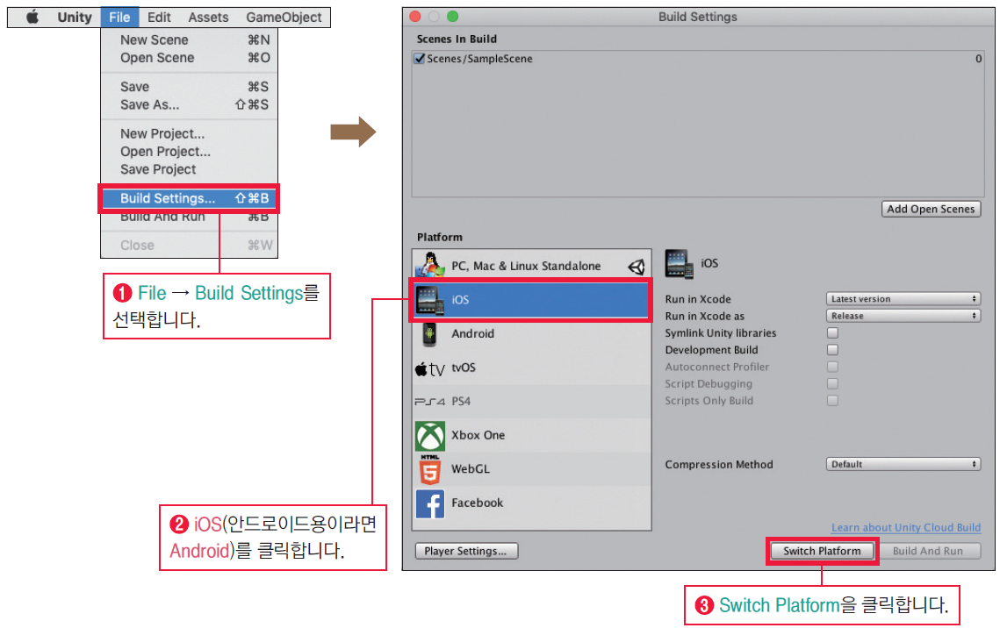 Unity File Edit Assets GameObject
New Scene ⌘N
Open Scene ⌘O
Save ⌘S
Save As... ⇧⌘S
New Project...
Open Project...
Save Project
Build Settings... ⇧⌘B
Build And Run ⌘B
Close ⌘W
❶ File → Build Settings를
선택합니다.
Build Settings
Scenes In Build
Scenes/SampleScene 0
Add Open Scenes
Platform
PC, Mac & Linux Standalone
iOS
Android
tv tvOS
PS4 PS4
Xbox One
HTML
5 WebGL
f Facebook
iOS
Run in Xcode Latest version
Run in Xcode as Release
Symlink Unity libraries
Development Build
Autoconnect Profiler
Script Debugging
Scripts Only Build
Compression Method Default
Learn about Unity Cloud Build
Player Settings... Switch Platform Build And Run
❷ iOS(안드로이드용이라면
Android)를 클릭합니다.
❸ Switch Platform을 클릭합니다.